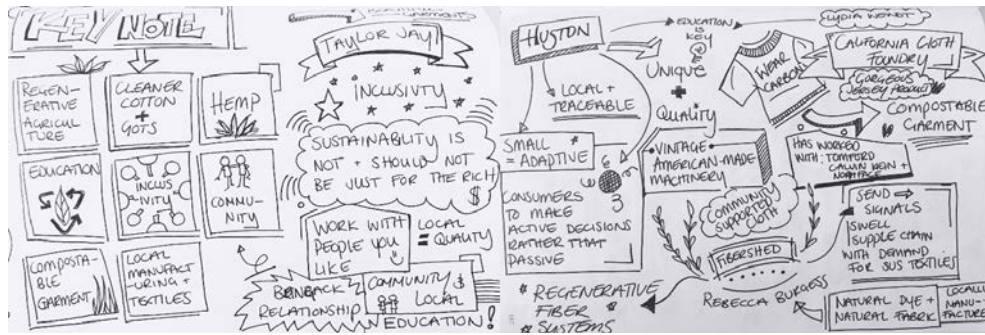 KEY NOTE
REGEN-
ERATIVE
AGRICUL
TURE
CLEANER
COTTON
+
GOTS
HEMP
EDUCATION
INCLUS
IVITY
COMMU-
NITY
COMPOSTA-
BLE
GARMENT
LOCAL
MANUFACT
-URING +
TEXTILES
GARMENTS
TAYLOR JAY!
INCLUSIVTY
SUSTAINABILITY IS
NOT + SHOULD NOT
BE JUST FOR THE RICH
$
WORK WITH
PEOPLE YOU
LIKE
LOCAL
= QUALITY
BRING BACK
RELATIONSHIP
COMMUNITY &
LOCAL
EDUCATION!
HUSTON
EDUCATION
IS
KEY
LOCAL +
TRACEABLE
UNIQUE
+
QUALITY
SMALL
= ADAPTIVE
VINTAGE
AMERICAN-MADE
MACHINERY
CONSUMERS
TO MAKE
ACTIVE DECISIONS
RATHER THAT
PASSIVE
3
COMMUNITY
SUPPORTED
CLOTH
FIBERSHED
REBECCA BURGESS
REGENERATIVE
FIBER
SYSTEMS
WEAR
CARBON
LYDIA WENDT
CALIFORNIA CLOTH
FOUNDRY
GORGEOUS
JERSEY PRODUCT
COMPOSTABLE
GARMENT
HAS WORKED
WITH: TOMFORD
CALVIN KLEIN +
NORTHFACE
SEND
SIGNALS
SWELL
SUPPLE CHAIN
WITH DEMAND
FOR SUS TEXTILES
NATURAL DYE +
NATURAL FABRIC
LOCALLY
MANU-
FACTURE